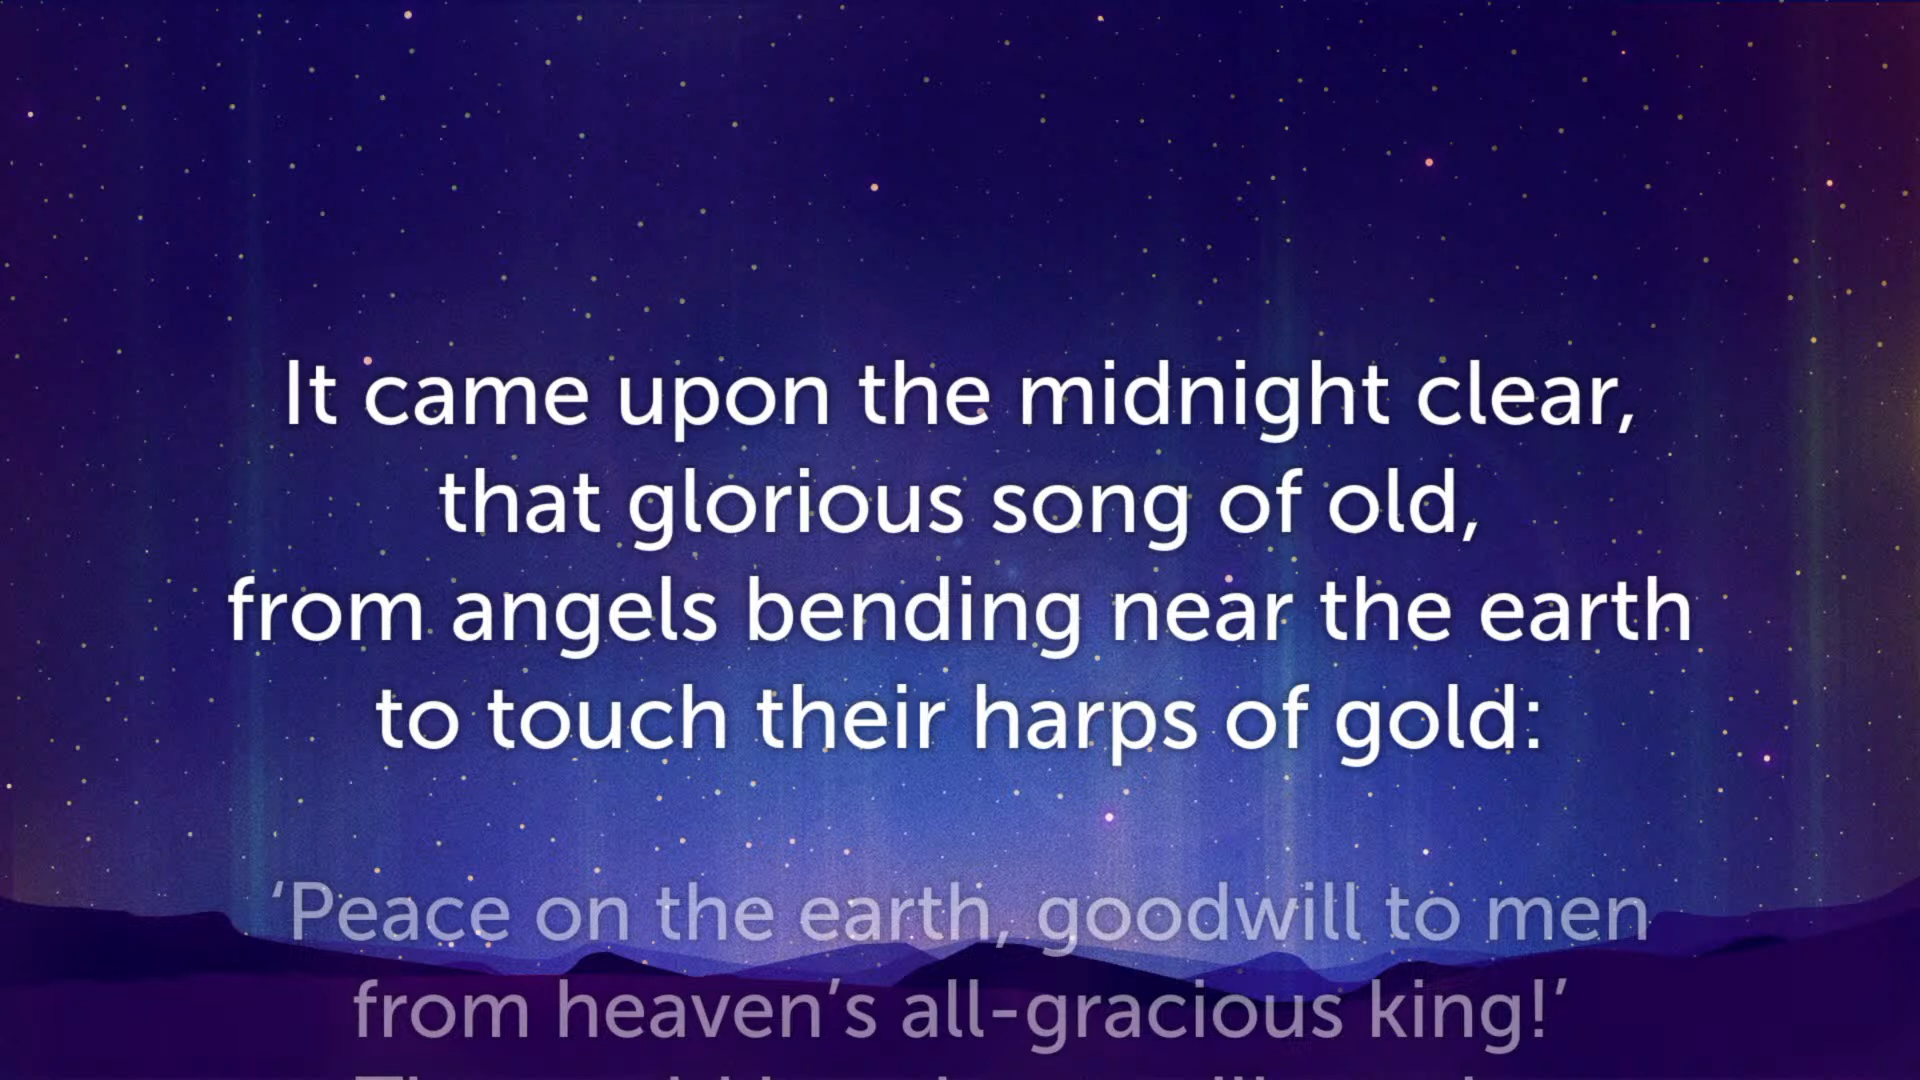 It came upon the midnight clear,
that glorious song of old,
from angels bending near the earth
to touch their harps of gold:
‘Peace on the earth, goodwill to men
from heaven’s all-gracious king!’